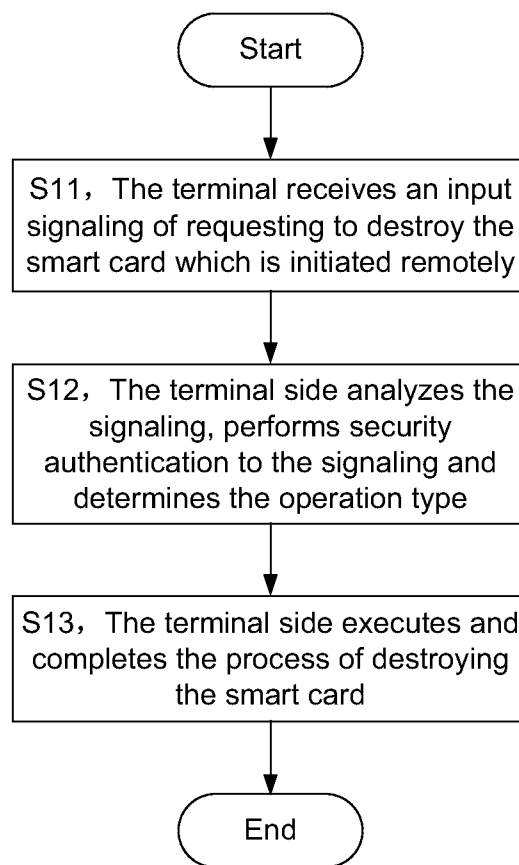 Start
S11，The terminal receives an input
signaling of requesting to destroy the
smart card which is initiated remotely
S12，The terminal side analyzes the
signaling, performs security
authentication to the signaling and
determines the operation type
S13，The terminal side executes and
completes the process of destroying
the smart card
End